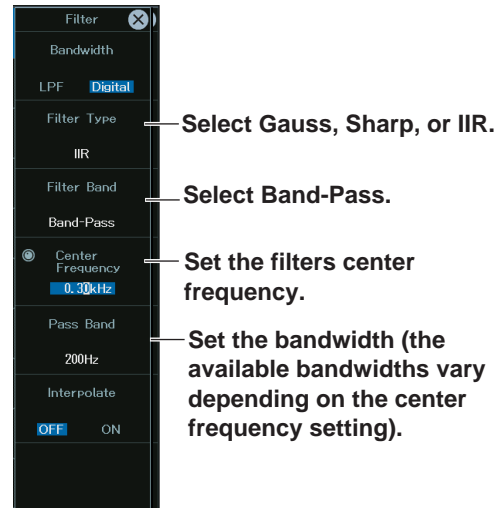 Filter
Bandwidth
LPF Digital
Filter Type
IIR
Select Gauss, Sharp, or IIR.
Filter Band
Band-Pass
Select Band-Pass.
Center
Frequency
0.30kHz
Set the filters center
frequency.
Pass Band
200Hz
Set the bandwidth (the
available bandwidths vary
depending on the center
frequency setting).
Interpolate
OFF ON